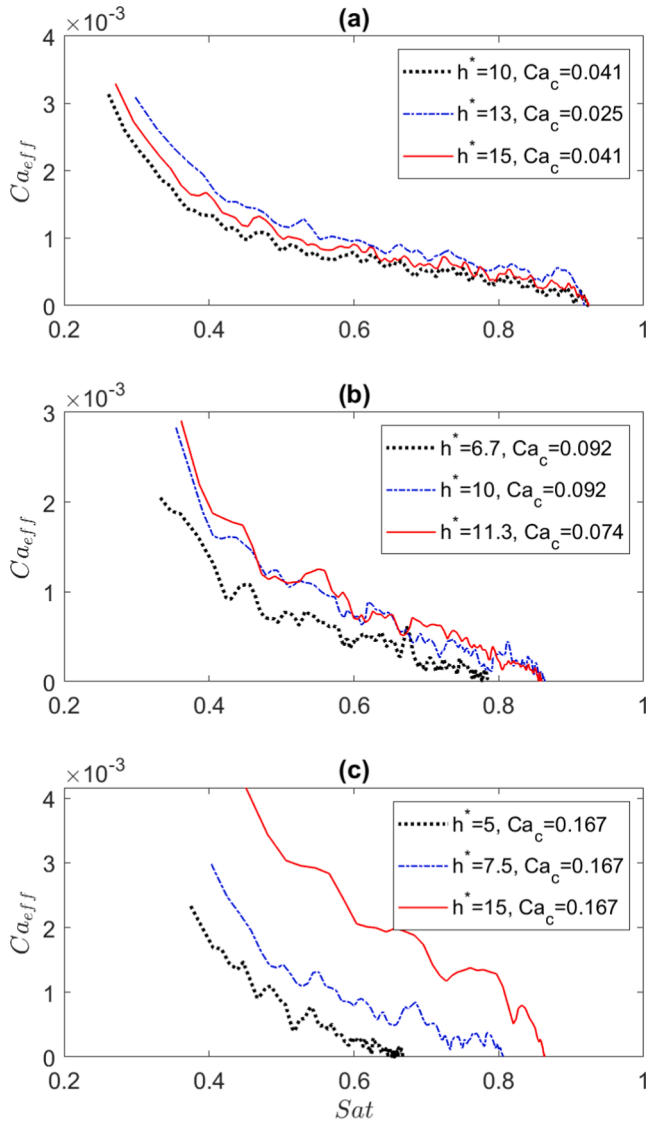 (a)
×10⁻³
4
3
2
1
0
Ca_eff
h*=10, Ca_c=0.041
h*=13, Ca_c=0.025
h*=15, Ca_c=0.041
0.2 0.4 0.6 0.8 1
(b)
×10⁻³
3
2
1
0
Ca_eff
h*=6.7, Ca_c=0.092
h*=10, Ca_c=0.092
h*=11.3, Ca_c=0.074
0.2 0.4 0.6 0.8 1
(c)
×10⁻³
4
3
2
1
0
Ca_eff
h*=5, Ca_c=0.167
h*=7.5, Ca_c=0.167
h*=15, Ca_c=0.167
0.2 0.4 0.6 0.8 1
Sat